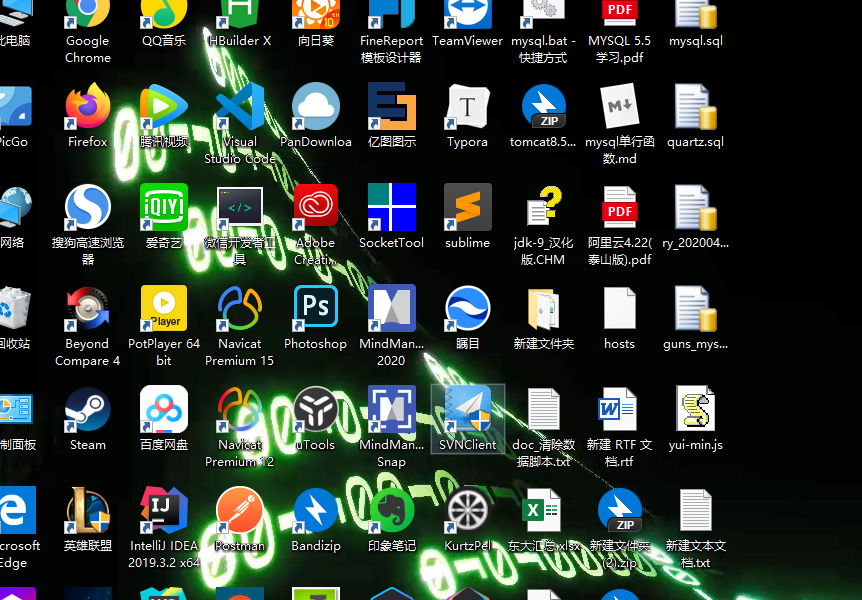 此电脑
Google
Chrome
QQ音乐
HBuilder X
向日葵
FineReport
模板设计器
TeamViewer
mysql.bat -
快捷方式
PDF
MYSQL 5.5
学习.pdf
mysql.sql
PicGo
Firefox
腾讯视频
Visual
Studio Code
PanDownloa
亿图图示
T
Typora
ZIP
tomcat8.5...
M
mysql单行函
数.md
quartz.sql
网络
搜狗高速浏览
器
iQIYI
爱奇艺
</>
微信开发者工
具
Adobe
Creati...
SocketTool
sublime
jdk-9_汉化
版.CHM
PDF
阿里云4.22(
泰山版).pdf
ry_202004...
回收站
Beyond
Compare 4
Player
PotPlayer 64
bit
Navicat
Premium 15
Ps
Photoshop
MindMan...
2020
瞩目
新建文件夹
hosts
guns_mys...
控制面板
Steam
百度网盘
Navicat
Premium 12
uTools
MindMan...
Snap
SVNClient
doc_清除数
据脚本.txt
W
新建 RTF 文
档.rtf
yui-min.js
Microsoft
Edge
英雄联盟
IJ
IntelliJ IDEA
2019.3.2 x64
Postman
Bandizip
印象笔记
KurtzPel
X
东大汇总.xlsx
ZIP
新建文件夹
(2).zip
新建文本文
档.txt